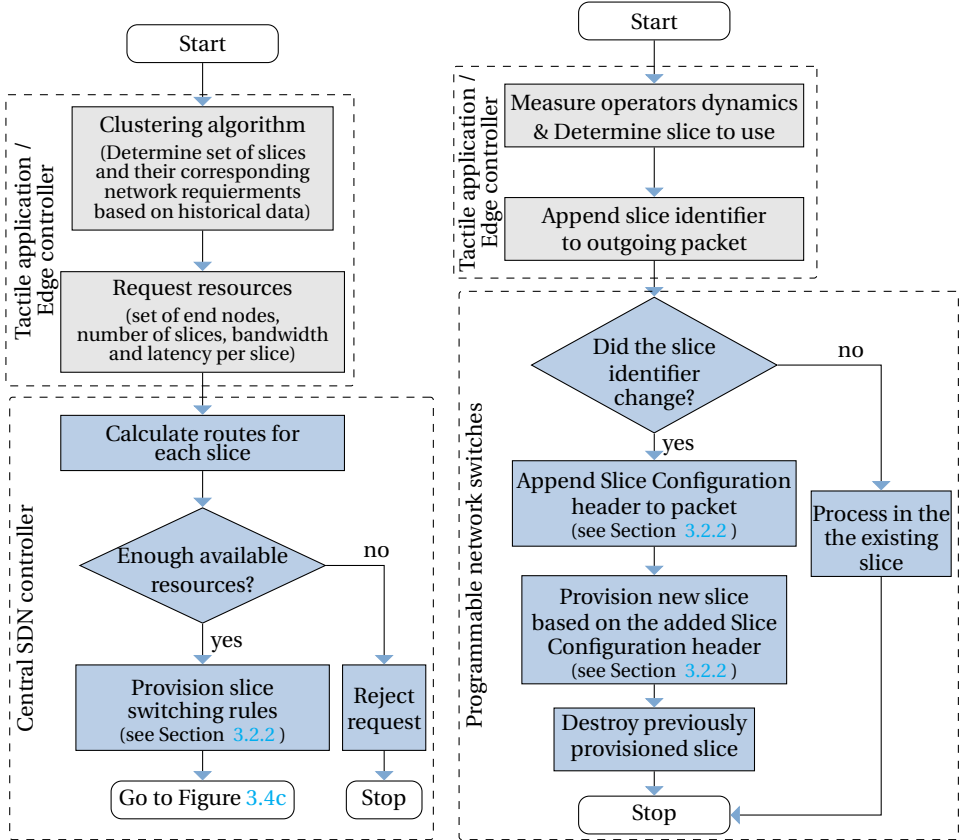 Start
Tactile application /
Edge controller
Clustering algorithm
(Determine set of slices
and their corresponding
network requierments
based on historical data)
Request resources
(set of end nodes,
number of slices, bandwidth
and latency per slice)
Central SDN controller
Calculate routes for
each slice
Enough available
resources?
no
yes
Provision slice
switching rules
(see Section 3.2.2 )
Reject
request
Go to Figure 3.4c
Stop
Start
Tactile application /
Edge controller
Measure operators dynamics
& Determine slice to use
Append slice identifier
to outgoing packet
Programmable network switches
Did the slice
identifier
change?
no
yes
Append Slice Configuration
header to packet
(see Section 3.2.2 )
Process in the
the existing
slice
Provision new slice
based on the added Slice
Configuration header
(see Section 3.2.2 )
Destroy previously
provisioned slice
Stop